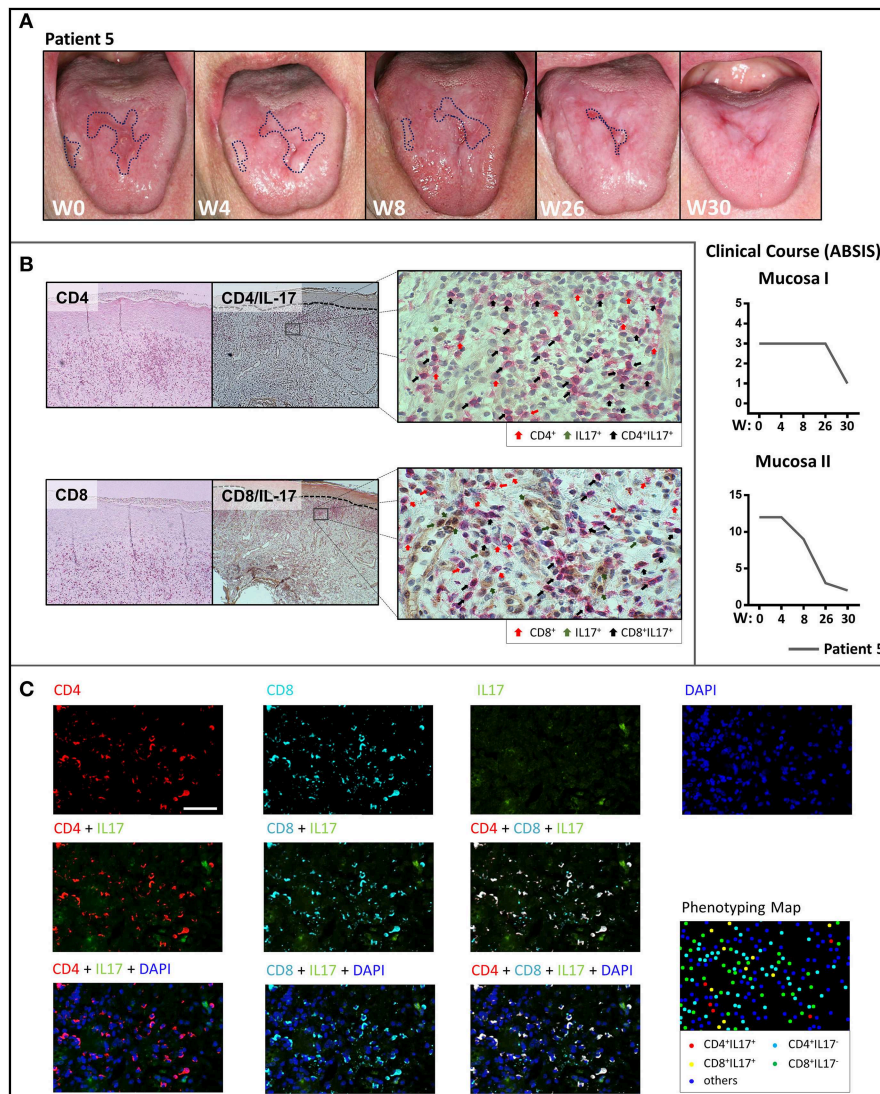 A
Patient 5
W0 W4 W8 W26 W30
B
CD4 CD4/IL-17
CD4⁺ IL17⁺ CD4⁺IL17⁺
CD8 CD8/IL-17
CD8⁺ IL17⁺ CD8⁺IL17⁺
Clinical Course (ABSIS)
Mucosa I
5
4
3
2
1
0
W: 0 4 8 26 30
Mucosa II
15
10
5
0
W: 0 4 8 26 30
Patient 5
C
CD4 CD8 IL17 DAPI
CD4 + IL17 CD8 + IL17 CD4 + CD8 + IL17
Phenotyping Map
CD4 + IL17 + DAPI CD8 + IL17 + DAPI CD4 + CD8 + IL17 + DAPI
CD4⁺IL17⁺ CD4⁺IL17⁻
CD8⁺IL17⁺ CD8⁺IL17⁻
others